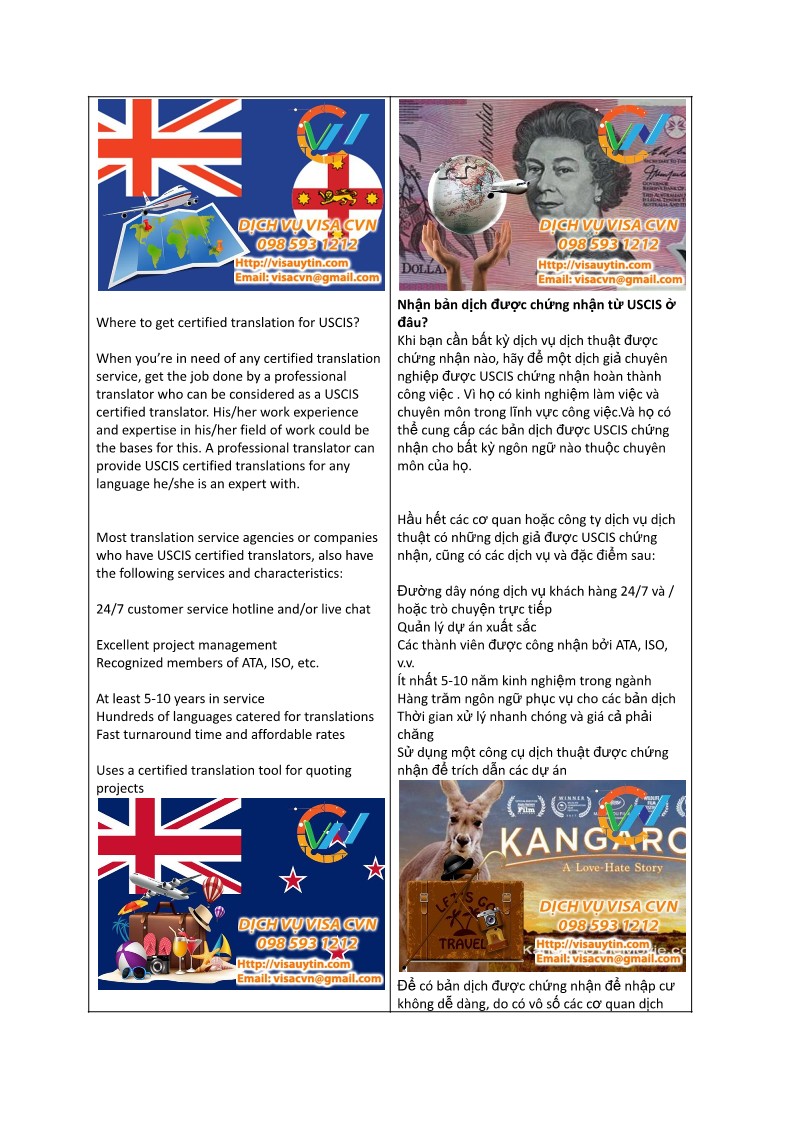 DỊCH VỤ VISA CVN
098 593 1212
Http://visauytin.com
Email: visacvn@gmail.com
Where to get certified translation for USCIS?
When you’re in need of any certified translation
service, get the job done by a professional
translator who can be considered as a USCIS
certified translator. His/her work experience
and expertise in his/her field of work could be
the bases for this. A professional translator can
provide USCIS certified translations for any
language he/she is an expert with.
Most translation service agencies or companies
who have USCIS certified translators, also have
the following services and characteristics:
24/7 customer service hotline and/or live chat
Excellent project management
Recognized members of ATA, ISO, etc.
At least 5-10 years in service
Hundreds of languages catered for translations
Fast turnaround time and affordable rates
Uses a certified translation tool for quoting
projects
DỊCH VỤ VISA CVN
098 593 1212
Http://visauytin.com
Email: visacvn@gmail.com
DOLLA
DỊCH VỤ VISA CVN
098 593 1212
Http://visauytin.com
Email: visacvn@gmail.com
Nhận bản dịch được chứng nhận từ USCIS ở
đâu?
Khi bạn cần bất kỳ dịch vụ dịch thuật được
chứng nhận nào, hãy để một dịch giả chuyên
nghiệp được USCIS chứng nhận hoàn thành
công việc . Vì họ có kinh nghiệm làm việc và
chuyên môn trong lĩnh vực công việc.Và họ có
thể cung cấp các bản dịch được USCIS chứng
nhận cho bất kỳ ngôn ngữ nào thuộc chuyên
môn của họ.
Hầu hết các cơ quan hoặc công ty dịch vụ dịch
thuật có những dịch giả được USCIS chứng
nhận, cũng có các dịch vụ và đặc điểm sau:
Đường dây nóng dịch vụ khách hàng 24/7 và /
hoặc trò chuyện trực tiếp
Quản lý dự án xuất sắc
Các thành viên được công nhận bởi ATA, ISO,
v.v.
Ít nhất 5-10 năm kinh nghiệm trong ngành
Hàng trăm ngôn ngữ phục vụ cho các bản dịch
Thời gian xử lý nhanh chóng và giá cả phải
chăng
Sử dụng một công cụ dịch thuật được chứng
nhận để trích dẫn các dự án
WINNER
KANGARO
A Love-Hate Story
LET'S GO
TRAVEL
DỊCH VỤ VISA CVN
098 593 1212
Http://visauytin.com
Email: visacvn@gmail.com
Để có bản dịch được chứng nhận để nhập cư
không dễ dàng, do có vô số các cơ quan dịch